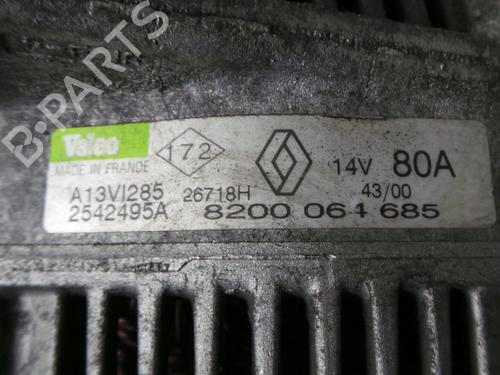 B-PARTS
Valeo
MADE IN FRANCE
172
14V 80A
A13VI285 26718H 43/00
2542495A 8200 064 685